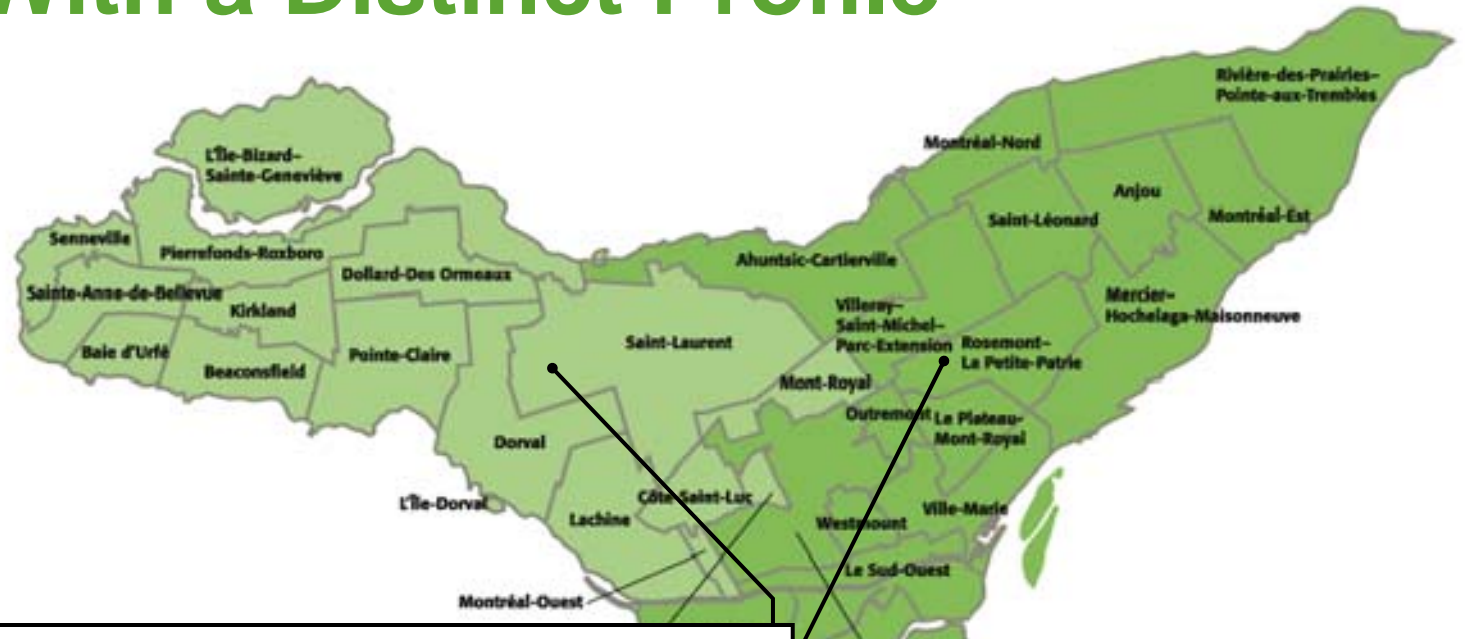 With a Distinct Profile
Rivière-des-Prairies–
Pointe-aux-Trembles
Montréal-Nord
L'Île-Bizard–
Sainte-Geneviève
Anjou
Saint-Léonard
Montréal-Est
Senneville
Pierrefonds-Roxboro
Ahuntsic-Cartierville
Dollard-Des Ormeaux
Sainte-Anne-de-Bellevue
Kirkland
Mercier–
Hochelaga-Maisonneuve
Villeray–
Saint-Michel–
Parc-Extension
Rosemont–
La Petite-Patrie
Saint-Laurent
Baie d'Urfé
Pointe-Claire
Beaconsfield
Mont-Royal
Outremont
La Plateau-
Mont-Royal
Dorval
L'Île-Dorval
Côte-Saint-Luc
Lachine
Westmount
Ville-Marie
Le Sud-Ouest
Montréal-Ouest